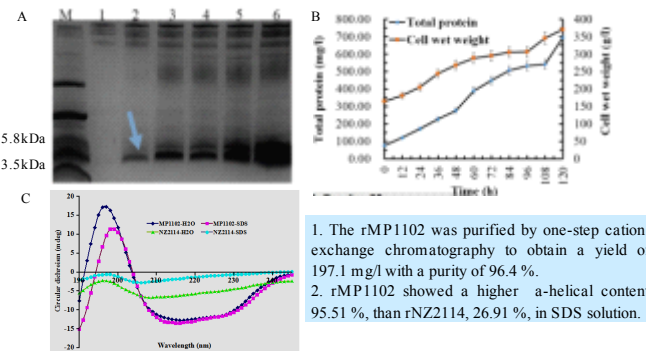 A
M 1 2 3 4 5 6
5.8kDa
3.5kDa
B
800.00
700.00
600.00
500.00
400.00
300.00
200.00
100.00
0.00
Total protein (mg/l)
Total protein
Cell wet weight
400
350
300
250
200
150
100
50
0
Cell wet weight (g/l)
0 12 24 36 48 60 72 84 96 108 120
Time (h)
C
20
15
10
5
0
-5
-10
-15
-20
MP1102-H2O MP1102-SDS
NZ2114-H2O NZ2114-SDS
190 200 210 220 230 240
Wavelength (nm)
1. The rMP1102 was purified by one-step cation
exchange chromatography to obtain a yield o
197.1 mg/l with a purity of 96.4 %.
2. rMP1102 showed a higher a-helical content
95.51 %, than rNZ2114, 26.91 %, in SDS solution.